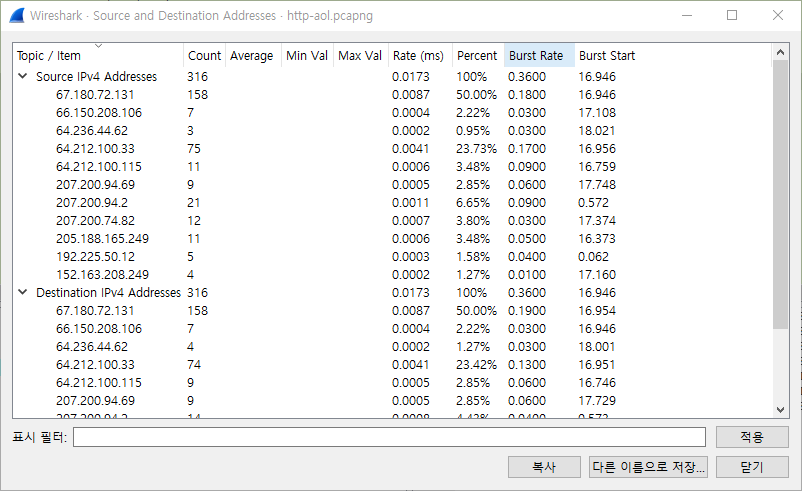 Wireshark · Source and Destination Addresses · http-aol.pcapng
Topic / Item Count Average Min Val Max Val Rate (ms) Percent Burst Rate Burst Start
Source IPv4 Addresses 316 0.0173 100% 0.3600 16.946
67.180.72.131 158 0.0087 50.00% 0.1800 16.946
66.150.208.106 7 0.0004 2.22% 0.0300 17.108
64.236.44.62 3 0.0002 0.95% 0.0300 18.021
64.212.100.33 75 0.0041 23.73% 0.1700 16.956
64.212.100.115 11 0.0006 3.48% 0.0900 16.759
207.200.94.69 9 0.0005 2.85% 0.0600 17.748
207.200.94.2 21 0.0011 6.65% 0.0900 0.572
207.200.74.82 12 0.0007 3.80% 0.0300 17.374
205.188.165.249 11 0.0006 3.48% 0.0500 16.373
192.225.50.12 5 0.0003 1.58% 0.0400 0.062
152.163.208.249 4 0.0002 1.27% 0.0100 17.160
Destination IPv4 Addresses 316 0.0173 100% 0.3600 16.946
67.180.72.131 158 0.0087 50.00% 0.1900 16.954
66.150.208.106 7 0.0004 2.22% 0.0300 16.946
64.236.44.62 4 0.0002 1.27% 0.0300 18.001
64.212.100.33 74 0.0041 23.42% 0.1300 16.951
64.212.100.115 9 0.0005 2.85% 0.0600 16.746
207.200.94.69 9 0.0005 2.85% 0.0600 17.729
207.200.94.2 14 0.0008 4.43% 0.0400 0.572
표시 필터: 적용
복사 다른 이름으로 저장... 닫기